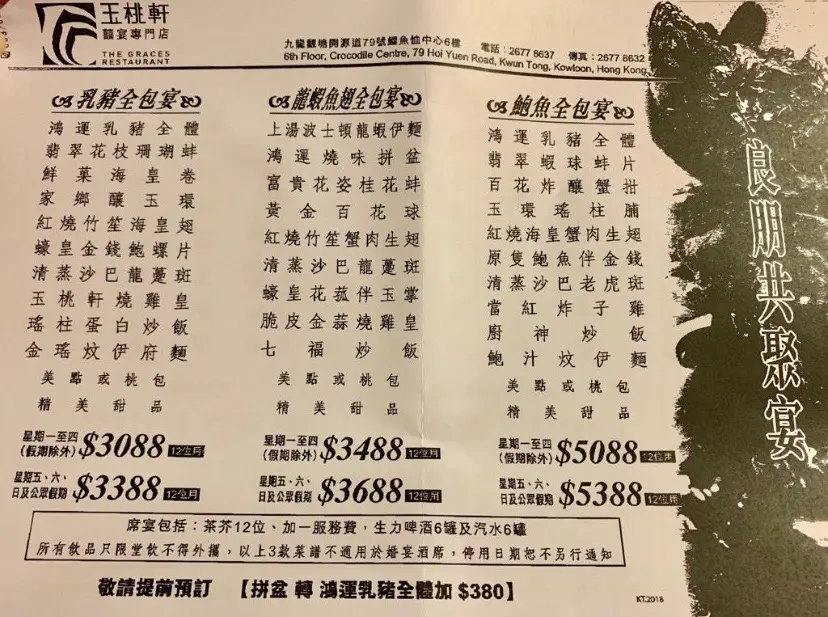 玉桃軒
囍宴專門店
THE GRACES
RESTAURANT
九龍觀塘開源道79號鱷魚恤中心6樓 電話：2677 8637 傳真：2677 8632
6th Floor, Crocodile Centre, 79 Hoi Yuen Road, Kwun Tong, Kowloon, Hong Kong
乳豬全包宴
鴻運乳豬全體
翡翠花枝珊瑚蚌
鮮菓海皇卷
家鄉釀玉環
紅燒竹笙海皇翅
蠔皇金錢鮑螺片
清蒸沙巴龍躉斑
玉桃軒燒雞皇
瑤柱蛋白炒飯
金瑤炆伊府麵
美點或桃包
精美甜品
星期一至四
(假期除外) $3088 12位用
星期五、六、
日及公眾假期 $3388 12位用
龍蝦魚翅全包宴
上湯波士頓龍蝦伊麵
鴻運燒味拼盆
富貴花姿桂花蚌
黃金百花球
紅燒竹笙蟹肉生翅
清蒸沙巴龍躉斑
蠔皇花菰伴玉掌
脆皮金蒜燒雞皇
七福炒飯
美點或桃包
精美甜品
星期一至四
(假期除外) $3488 12位用
星期五、六、
日及公眾假期 $3688 12位用
鮑魚全包宴
鴻運乳豬全體
翡翠蝦球蚌片
百花炸釀蟹拑
玉環瑤柱脯
紅燒海皇蟹肉生翅
原隻鮑魚伴金錢
清蒸沙巴老虎斑
當紅炸子雞
廚神炒飯
鮑汁炆伊麵
美點或桃包
精美甜品
星期一至四
(假期除外) $5088 12位用
星期五、六、
日及公眾假期 $5388 12位用
良朋共聚宴
席宴包括：茶芥12位、加一服務費，生力啤酒6罐及汽水6罐
所有飲品只限堂飲不得外攜，以上3款菜譜不適用於婚宴酒席，停用日期恕不另行通知
敬請提前預訂 【拼盆 轉 鴻運乳豬全體加 $380】
KT.2018